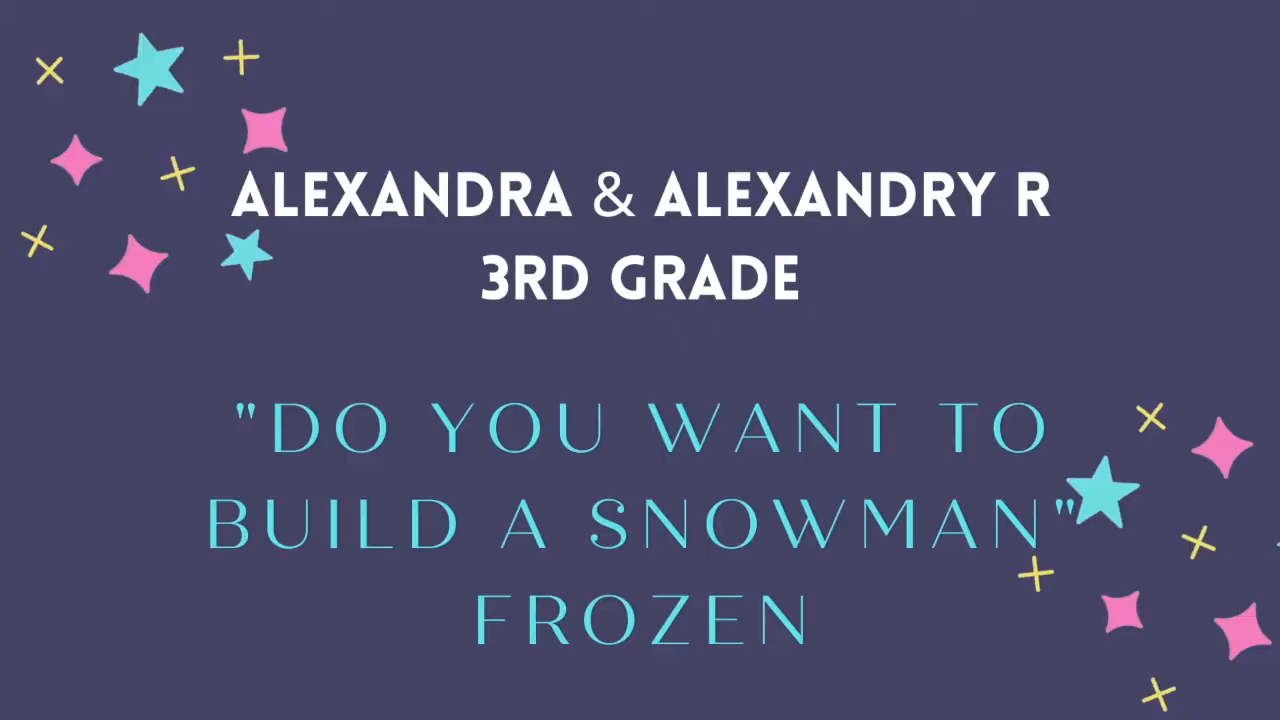 ALEXANDRA & ALEXANDRY R
3RD GRADE
"DO YOU WANT TO
BUILD A SNOWMAN"
FROZEN